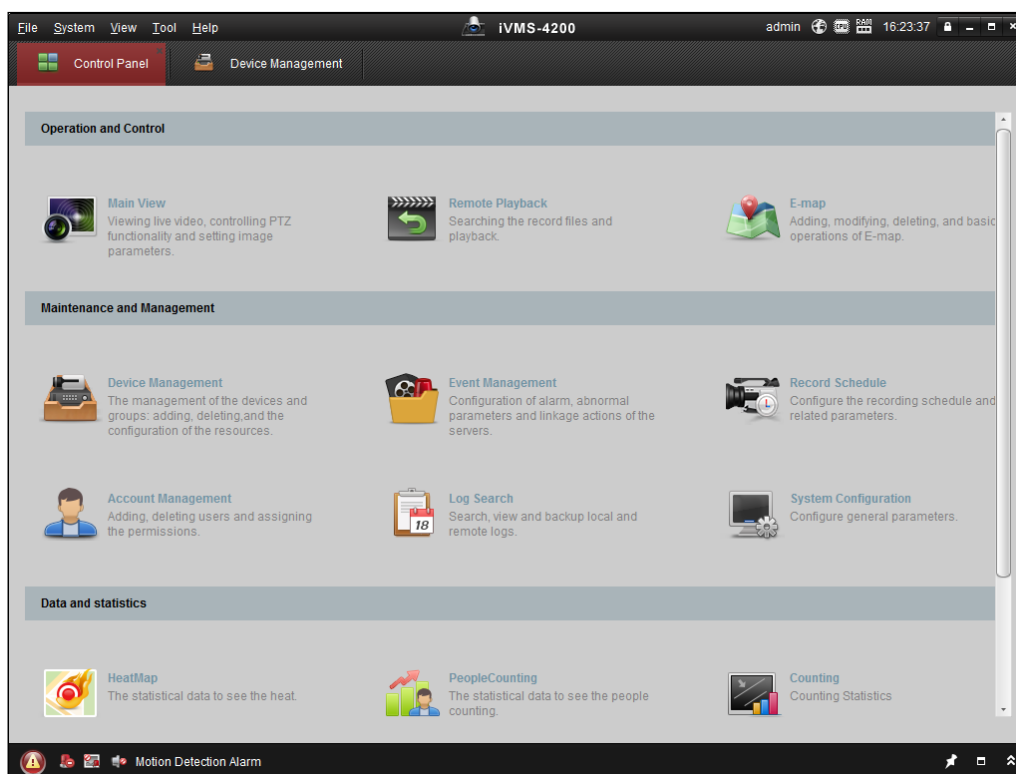 File System View Tool Help iVMS-4200 admin CPU RAM 16:23:37
Control Panel Device Management
Operation and Control
Main View
Viewing live video, controlling PTZ
functionality and setting image
parameters.
Remote Playback
Searching the record files and
playback.
E-map
Adding, modifying, deleting, and basic
operations of E-map.
Maintenance and Management
Device Management
The management of the devices and
groups: adding, deleting,and the
configuration of the resources.
Event Management
Configuration of alarm, abnormal
parameters and linkage actions of the
servers.
Record Schedule
Configure the recording schedule and
related parameters.
Account Management
Adding, deleting users and assigning
the permissions.
18
Log Search
Search, view and backup local and
remote logs.
System Configuration
Configure general parameters.
Data and statistics
HeatMap
The statistical data to see the heat.
PeopleCounting
The statistical data to see the people
counting.
Counting
Counting Statistics
Motion Detection Alarm